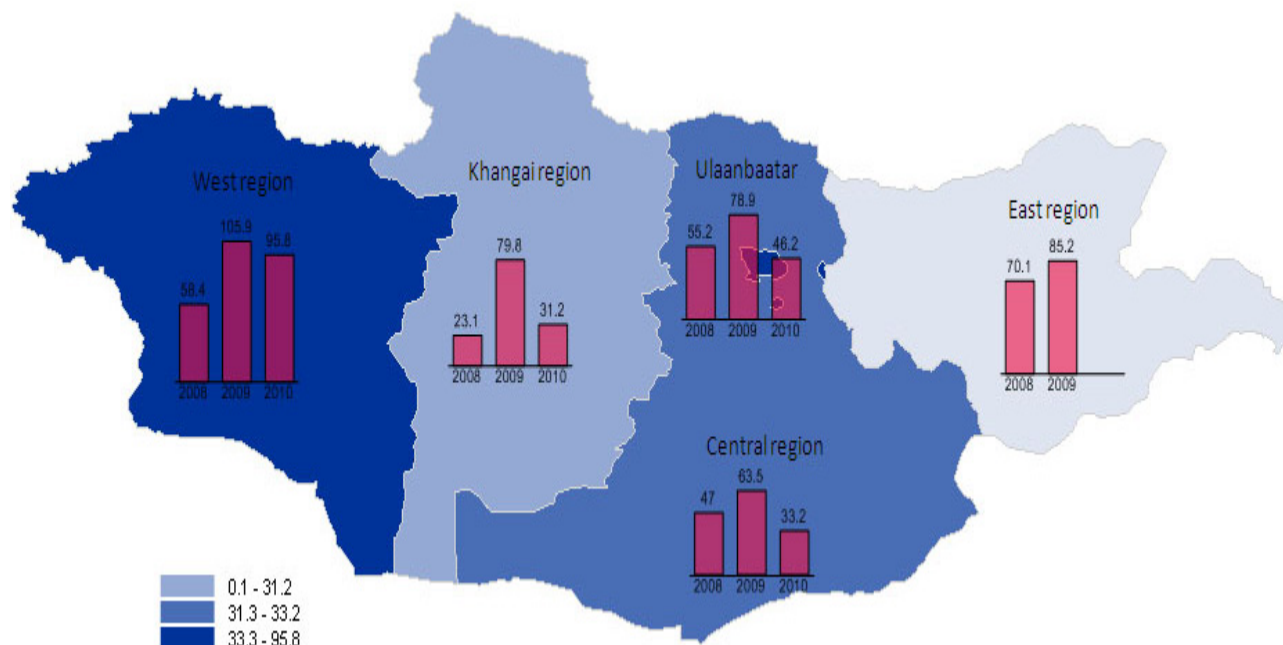 West region
105.9
95.8
58.4
2008 2009 2010
Khangai region
79.8
23.1
31.2
2008 2009 2010
Ulaanbaatar
78.9
55.2
46.2
2008 2009 2010
East region
85.2
70.1
2008 2009
Central region
63.5
47
33.2
2008 2009 2010
0.1 - 31.2
31.3 - 33.2
33.3 - 95.8